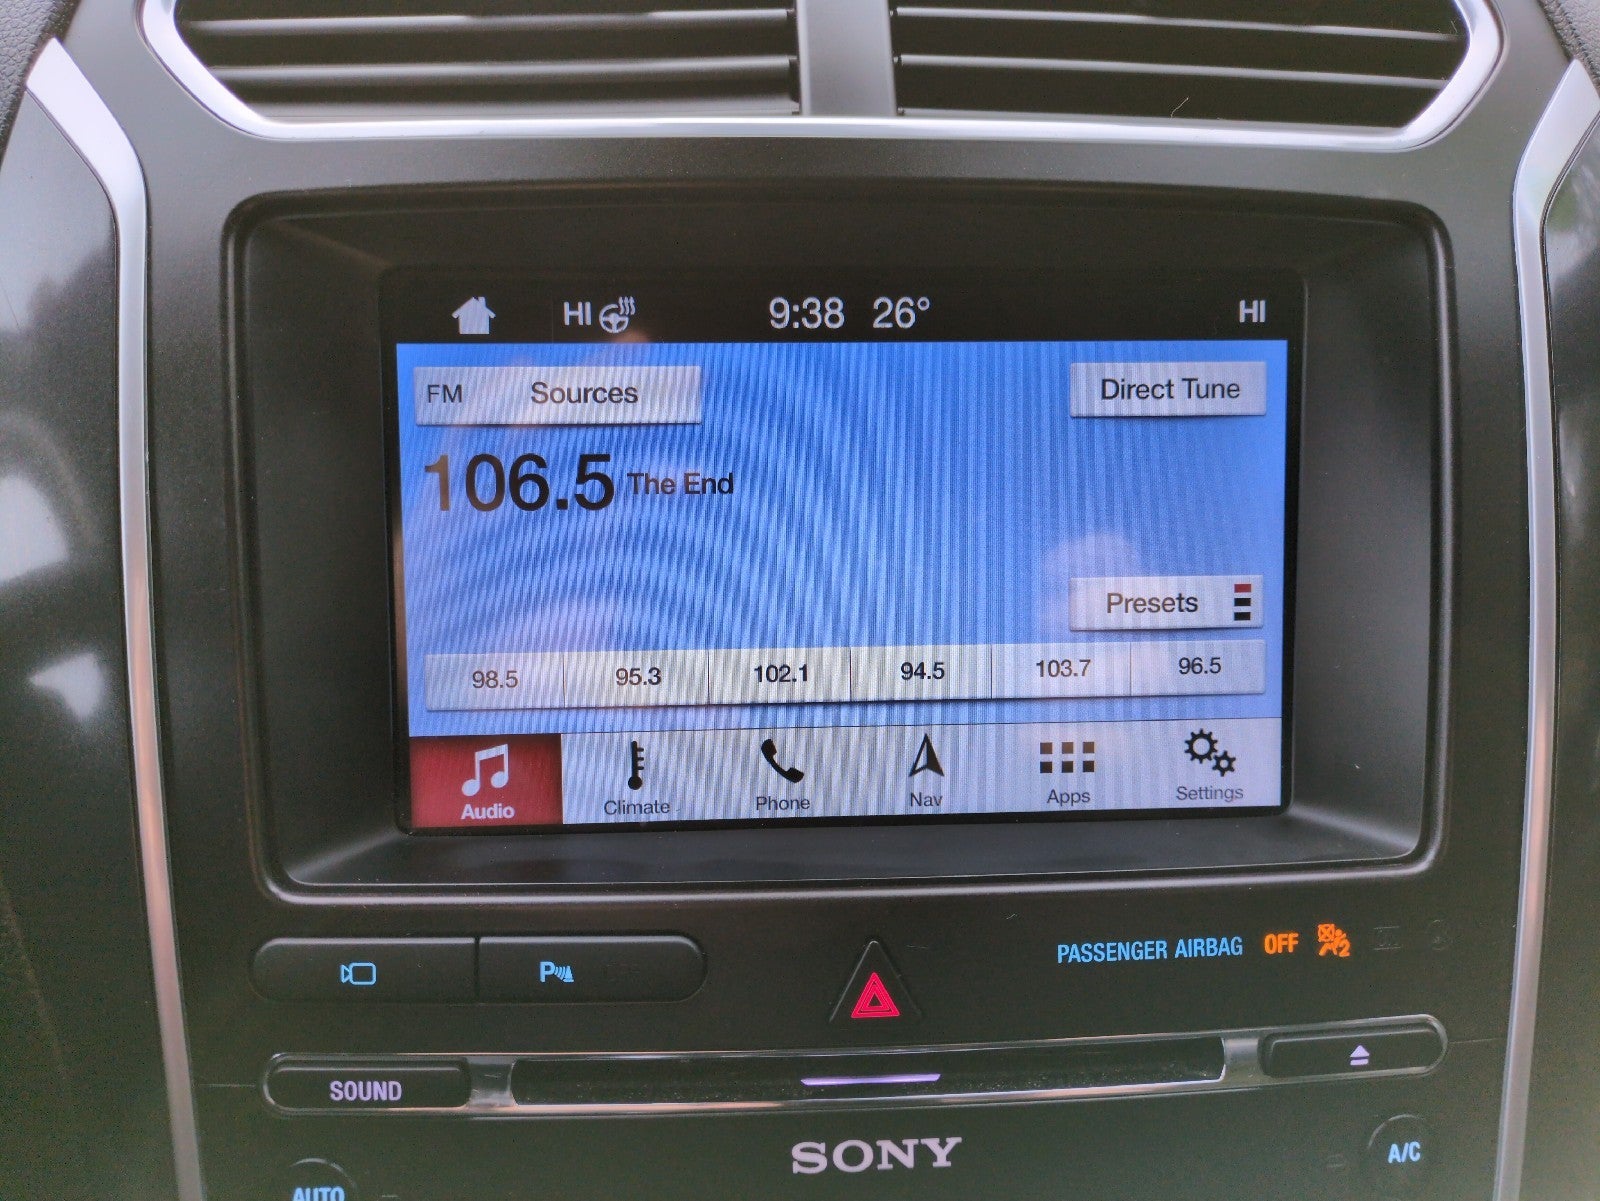 HI 9:38 26° HI
FM Sources Direct Tune
106.5 The End
Presets
98.5 95.3 102.1 94.5 103.7 96.5
Audio Climate Phone Nav Apps Settings
P PASSENGER AIRBAG OFF 2
SOUND
SONY
AUTO A/C